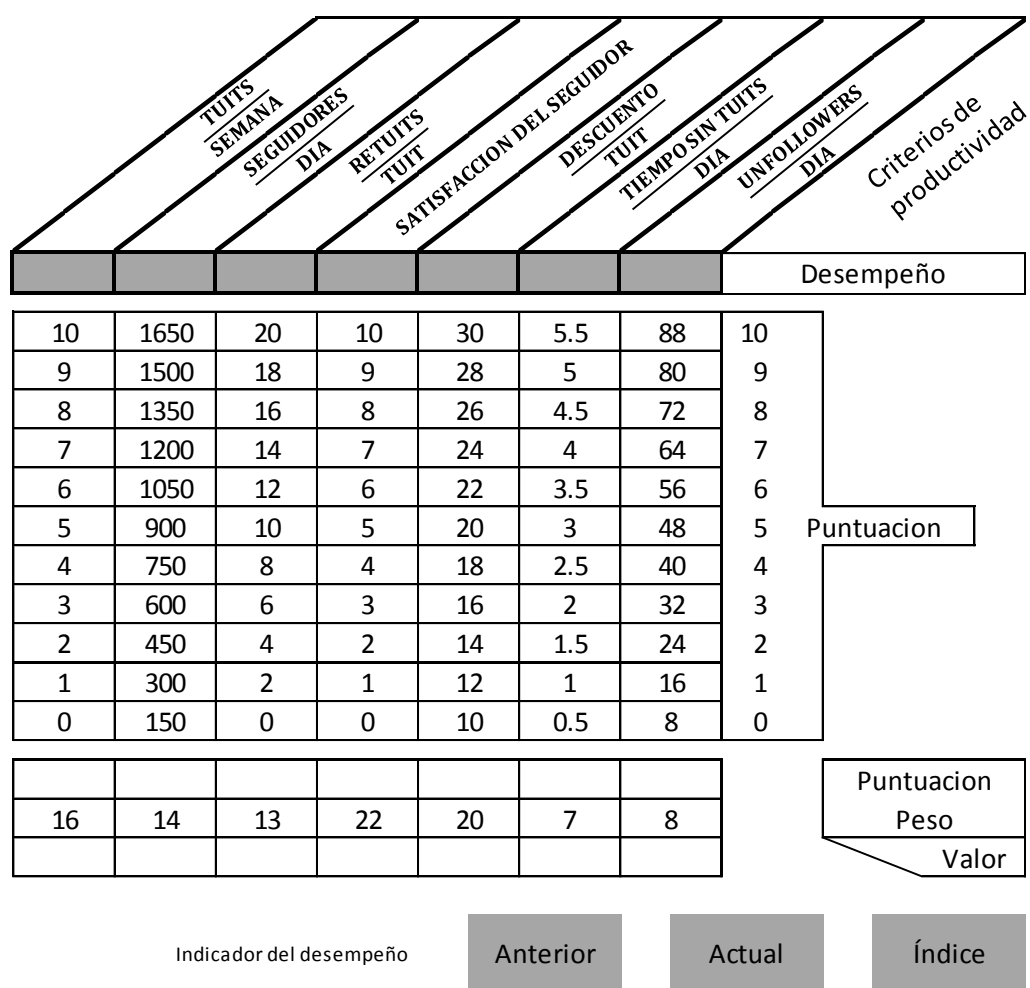 TUITS
SEMANA
SEGUIDORES
DIA
RETUITS
TUIT
SATISFACCION DEL SEGUIDOR
DESCUENTO
TUIT
TIEMPO SIN TUITS
DIA
UNFOLLOWERS
DIA
Criterios de
productividad
Desempeño
10 1650 20 10 30 5.5 88 10
9 1500 18 9 28 5 80 9
8 1350 16 8 26 4.5 72 8
7 1200 14 7 24 4 64 7
6 1050 12 6 22 3.5 56 6
5 900 10 5 20 3 48 5 Puntuacion
4 750 8 4 18 2.5 40 4
3 600 6 3 16 2 32 3
2 450 4 2 14 1.5 24 2
1 300 2 1 12 1 16 1
0 150 0 0 10 0.5 8 0
Puntuacion
16 14 13 22 20 7 8 Peso
Valor
Indicador del desempeño Anterior Actual Índice